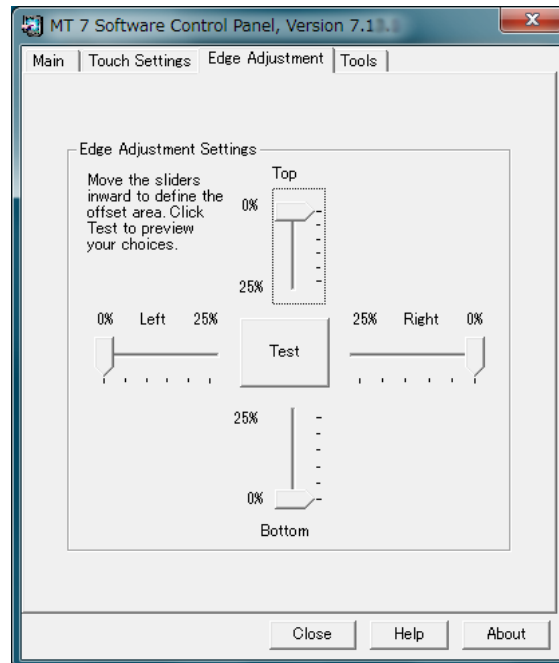 MT 7 Software Control Panel, Version 7.1
Main Touch Settings Edge Adjustment Tools
Edge Adjustment Settings
Move the sliders
inward to define the
offset area. Click
Test to preview
your choices.
Top
0%
25%
0% Left 25%
Test
25% Right 0%
25%
0%
Bottom
Close Help About